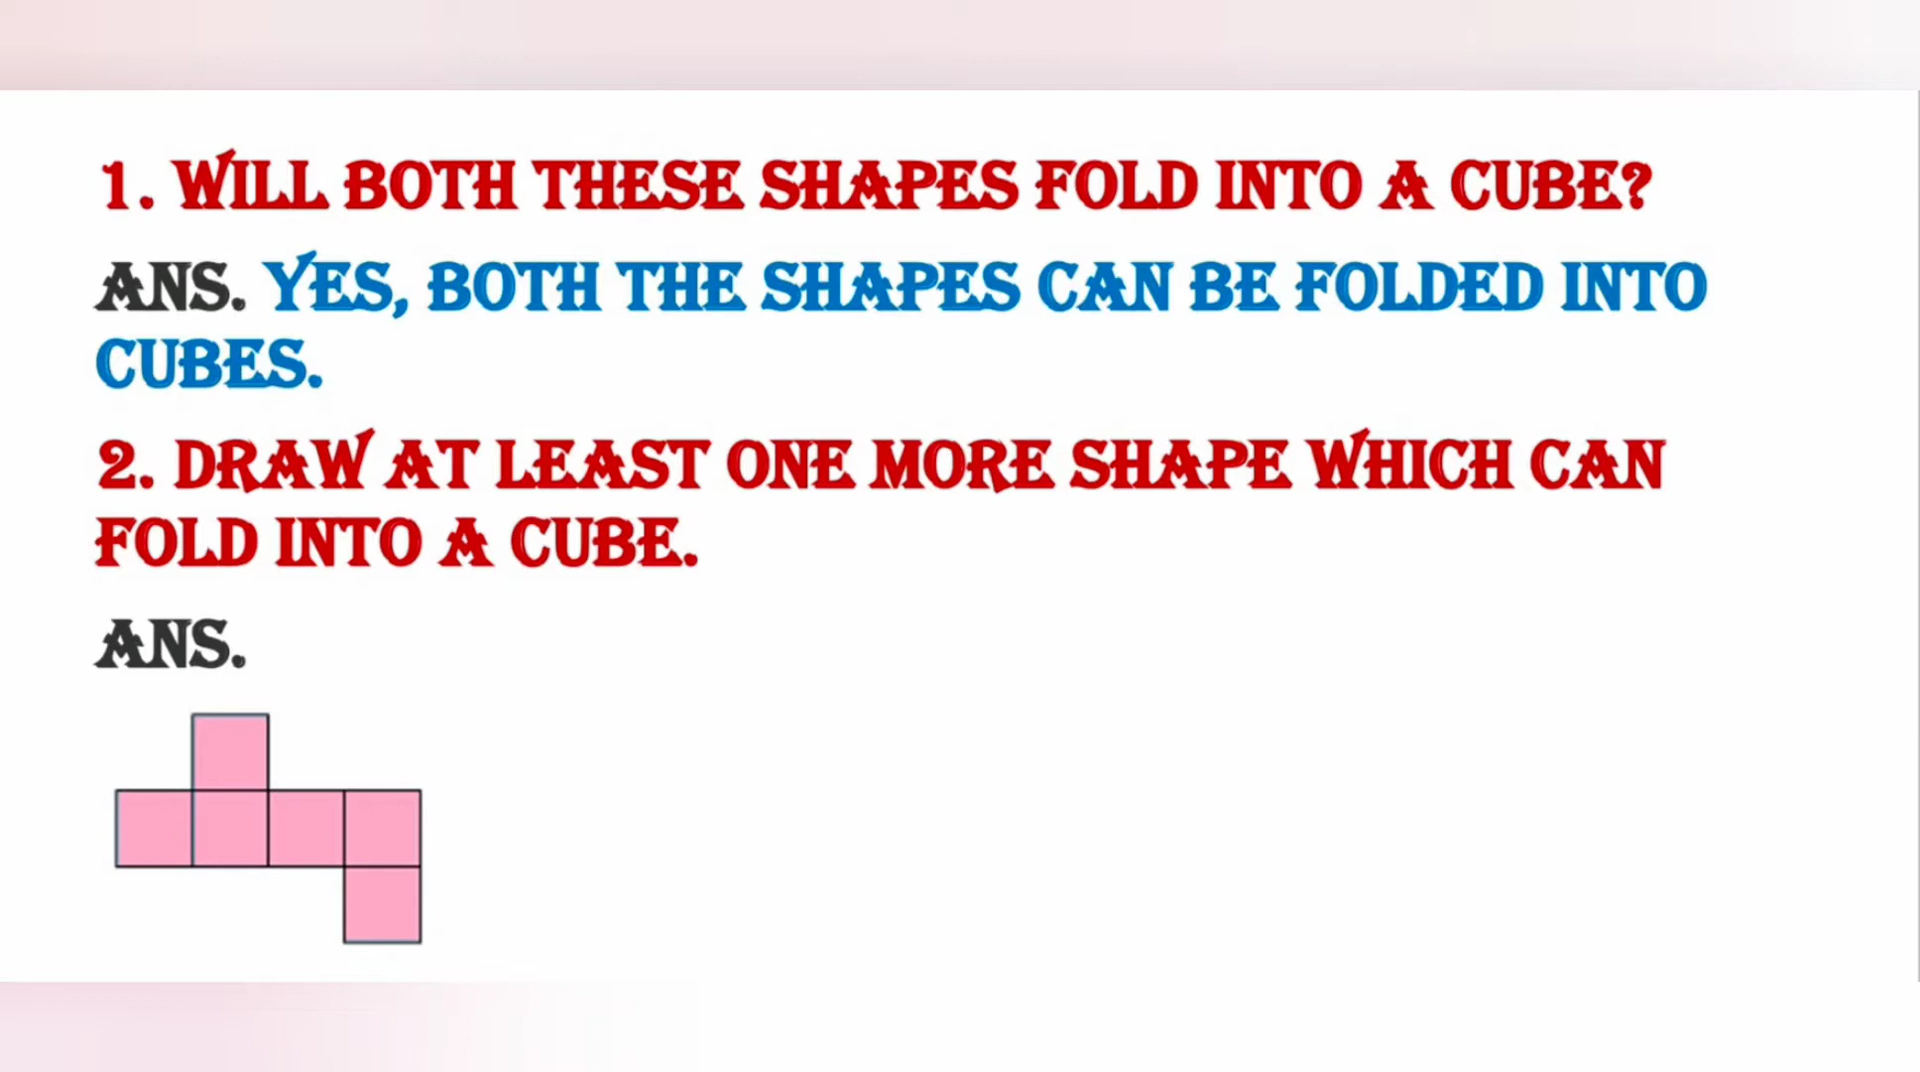 1. WILL BOTH THESE SHAPES FOLD INTO A CUBE?
ANS. YES, BOTH THE SHAPES CAN BE FOLDED INTO
CUBES.
2. DRAW AT LEAST ONE MORE SHAPE WHICH CAN
FOLD INTO A CUBE.
ANS.